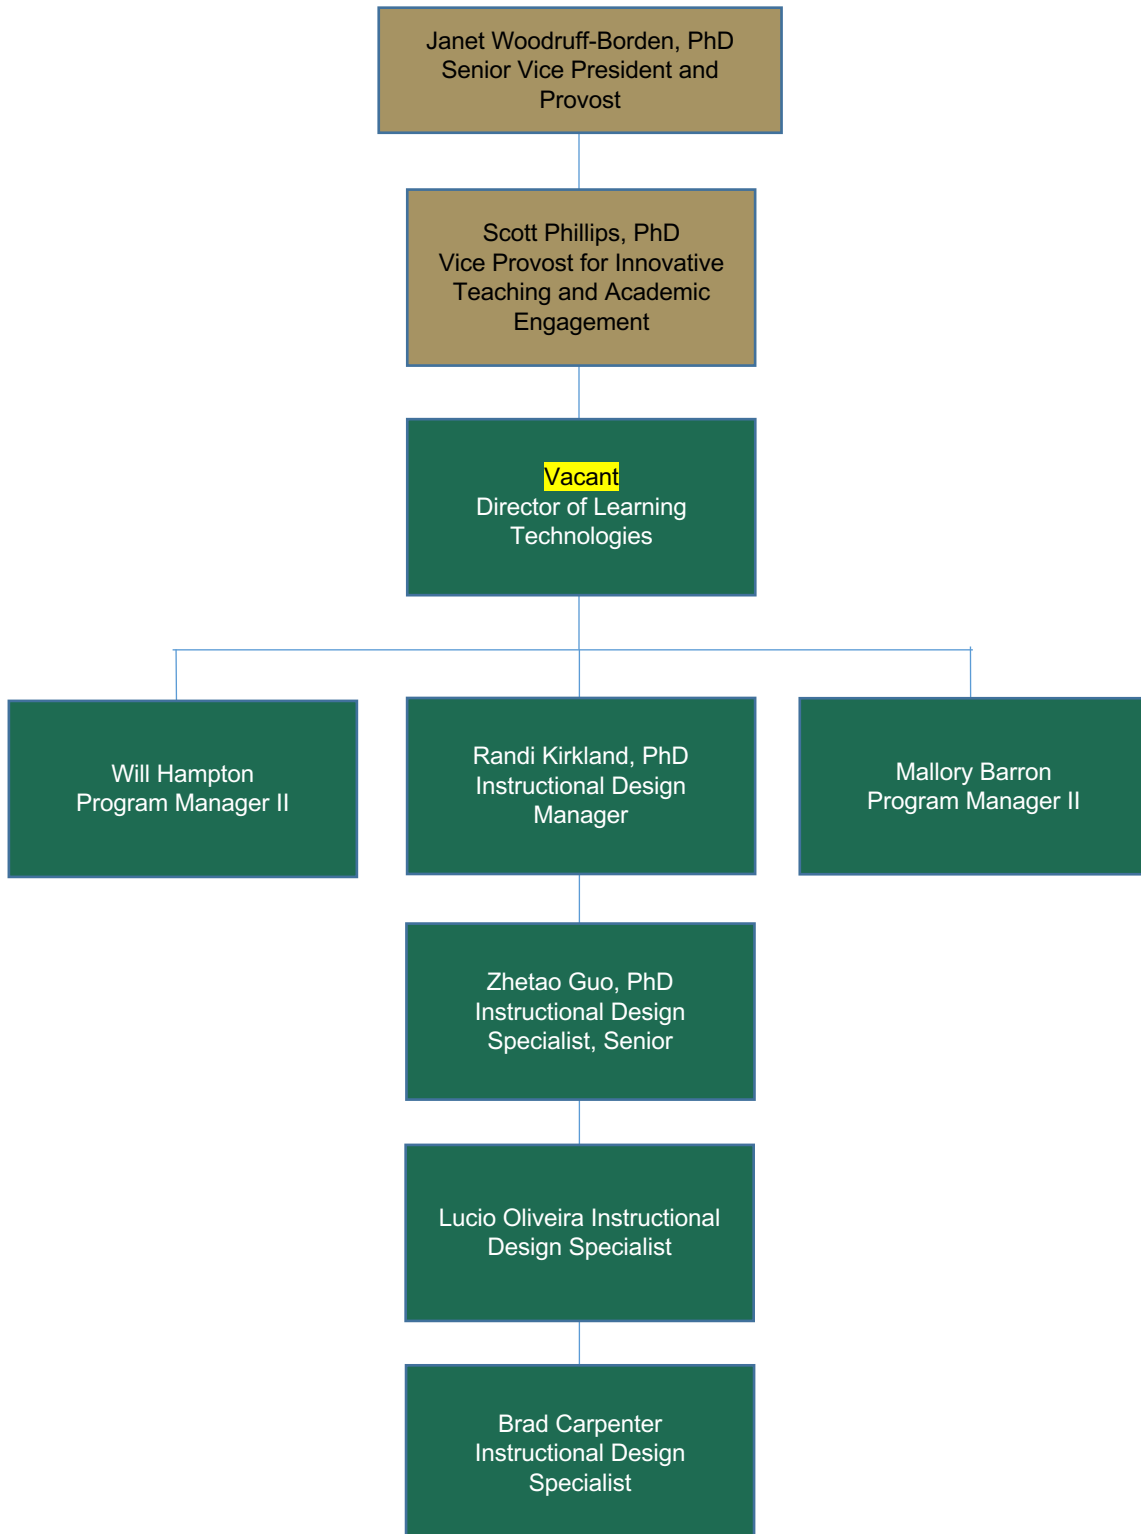 Janet Woodruff-Borden, PhD
Senior Vice President and
Provost
Scott Phillips, PhD
Vice Provost for Innovative
Teaching and Academic
Engagement
Vacant
Director of Learning
Technologies
Will Hampton
Program Manager II
Randi Kirkland, PhD
Instructional Design
Manager
Mallory Barron
Program Manager II
Zhetao Guo, PhD
Instructional Design
Specialist, Senior
Lucio Oliveira Instructional
Design Specialist
Brad Carpenter
Instructional Design
Specialist